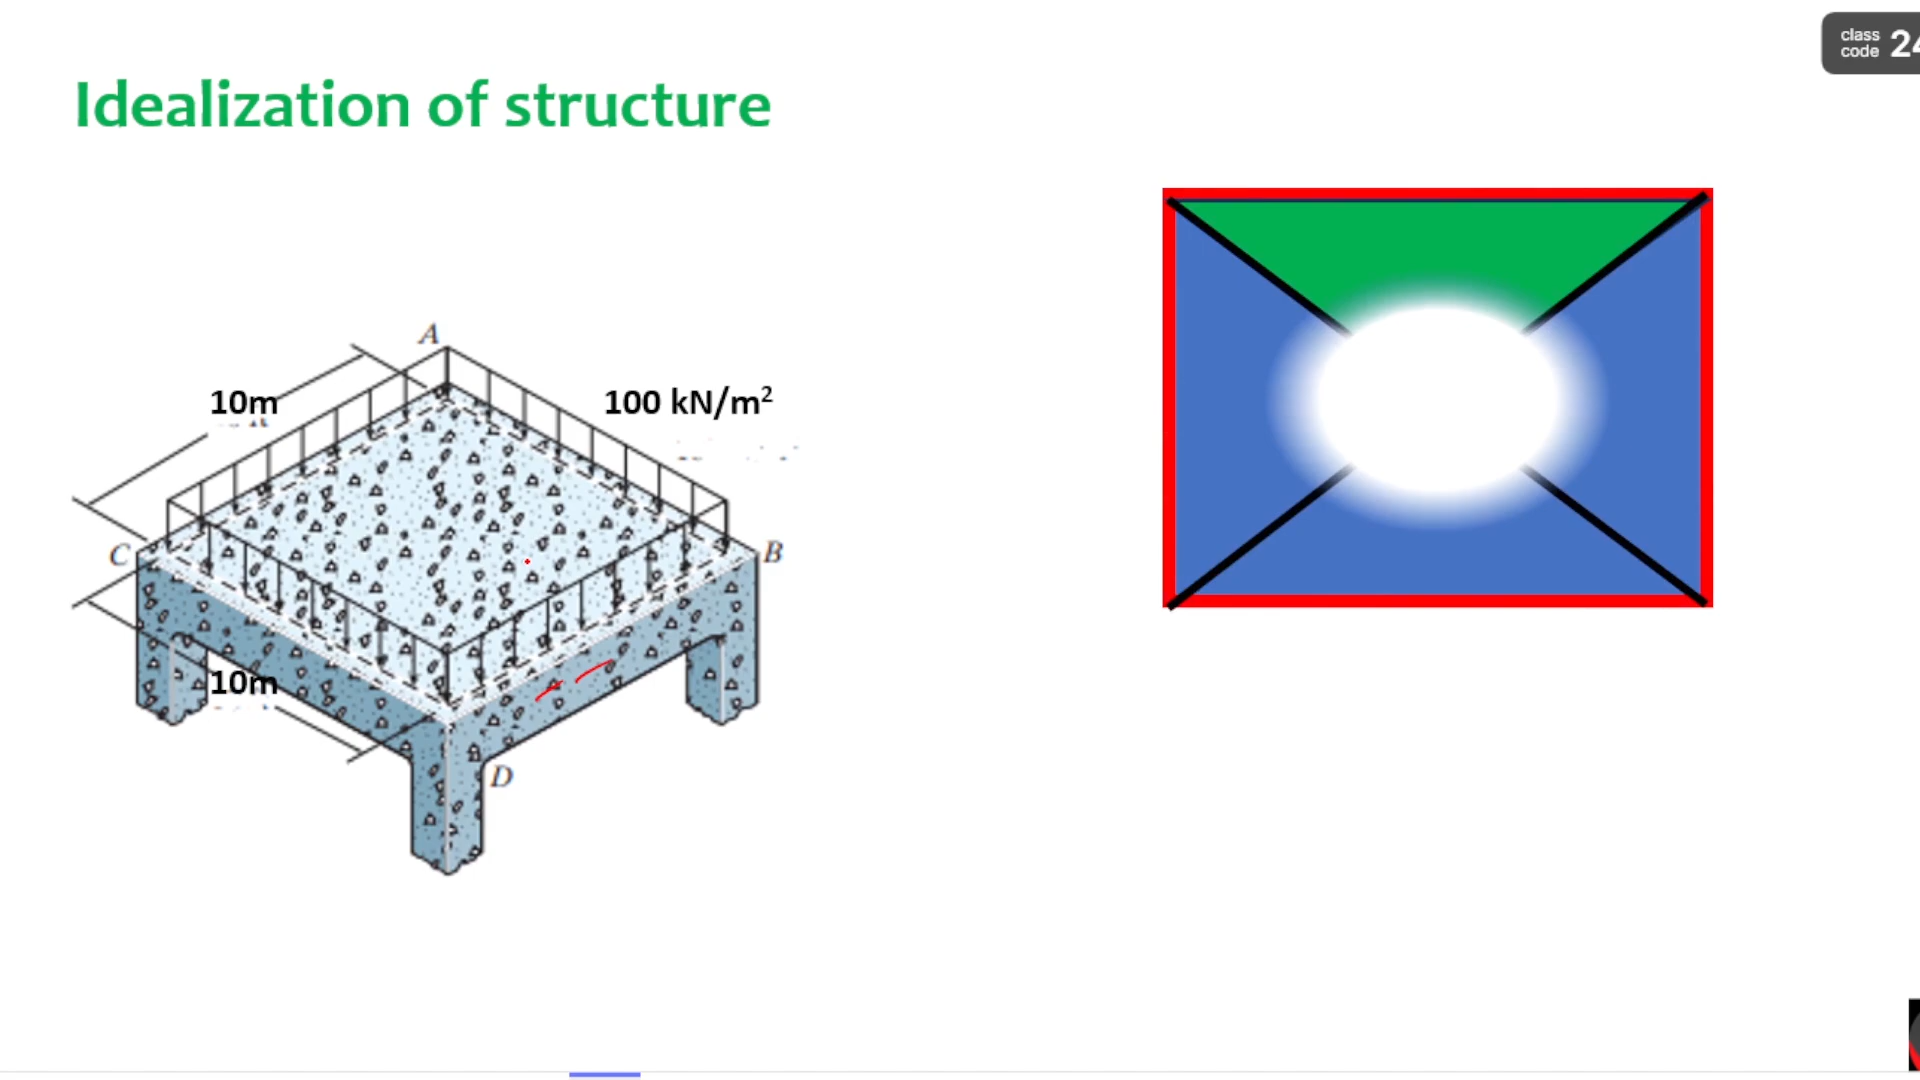 class
code
Idealization of structure
A
10m
100 kN/m²
C
B
10m
D